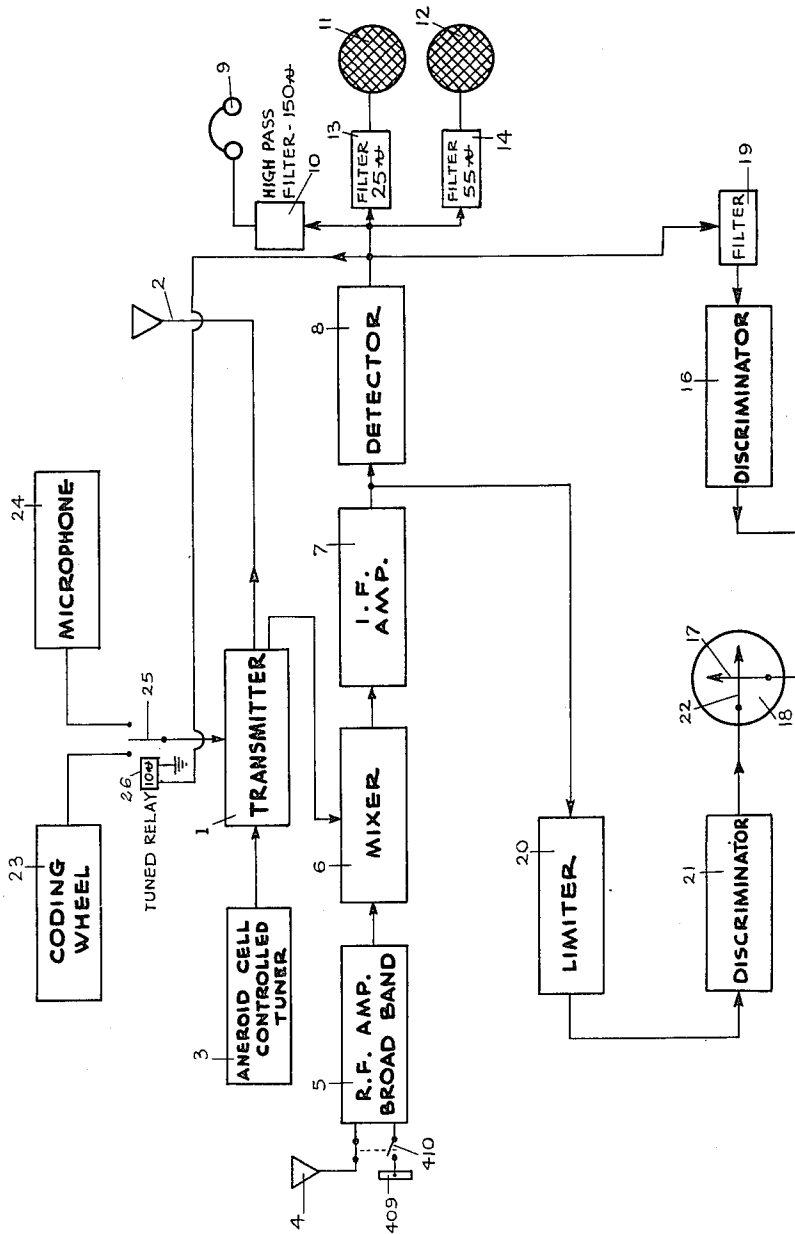 23
CODING
WHEEL
24
MICROPHONE
TUNED RELAY
26
10∿
25
2
9
HIGH PASS
FILTER-150∿
10
11
12
3
ANEROID CELL
CONTROLLED
TUNER
1
TRANSMITTER
13
FILTER
25∿
14
FILTER
55∿
4
409
410
5
R.F. AMP.
BROAD BAND
6
MIXER
7
I. F.
AMP.
8
DETECTOR
20
LIMITER
21
DISCRIMINATOR
22
17
18
16
DISCRIMINATOR
19
FILTER